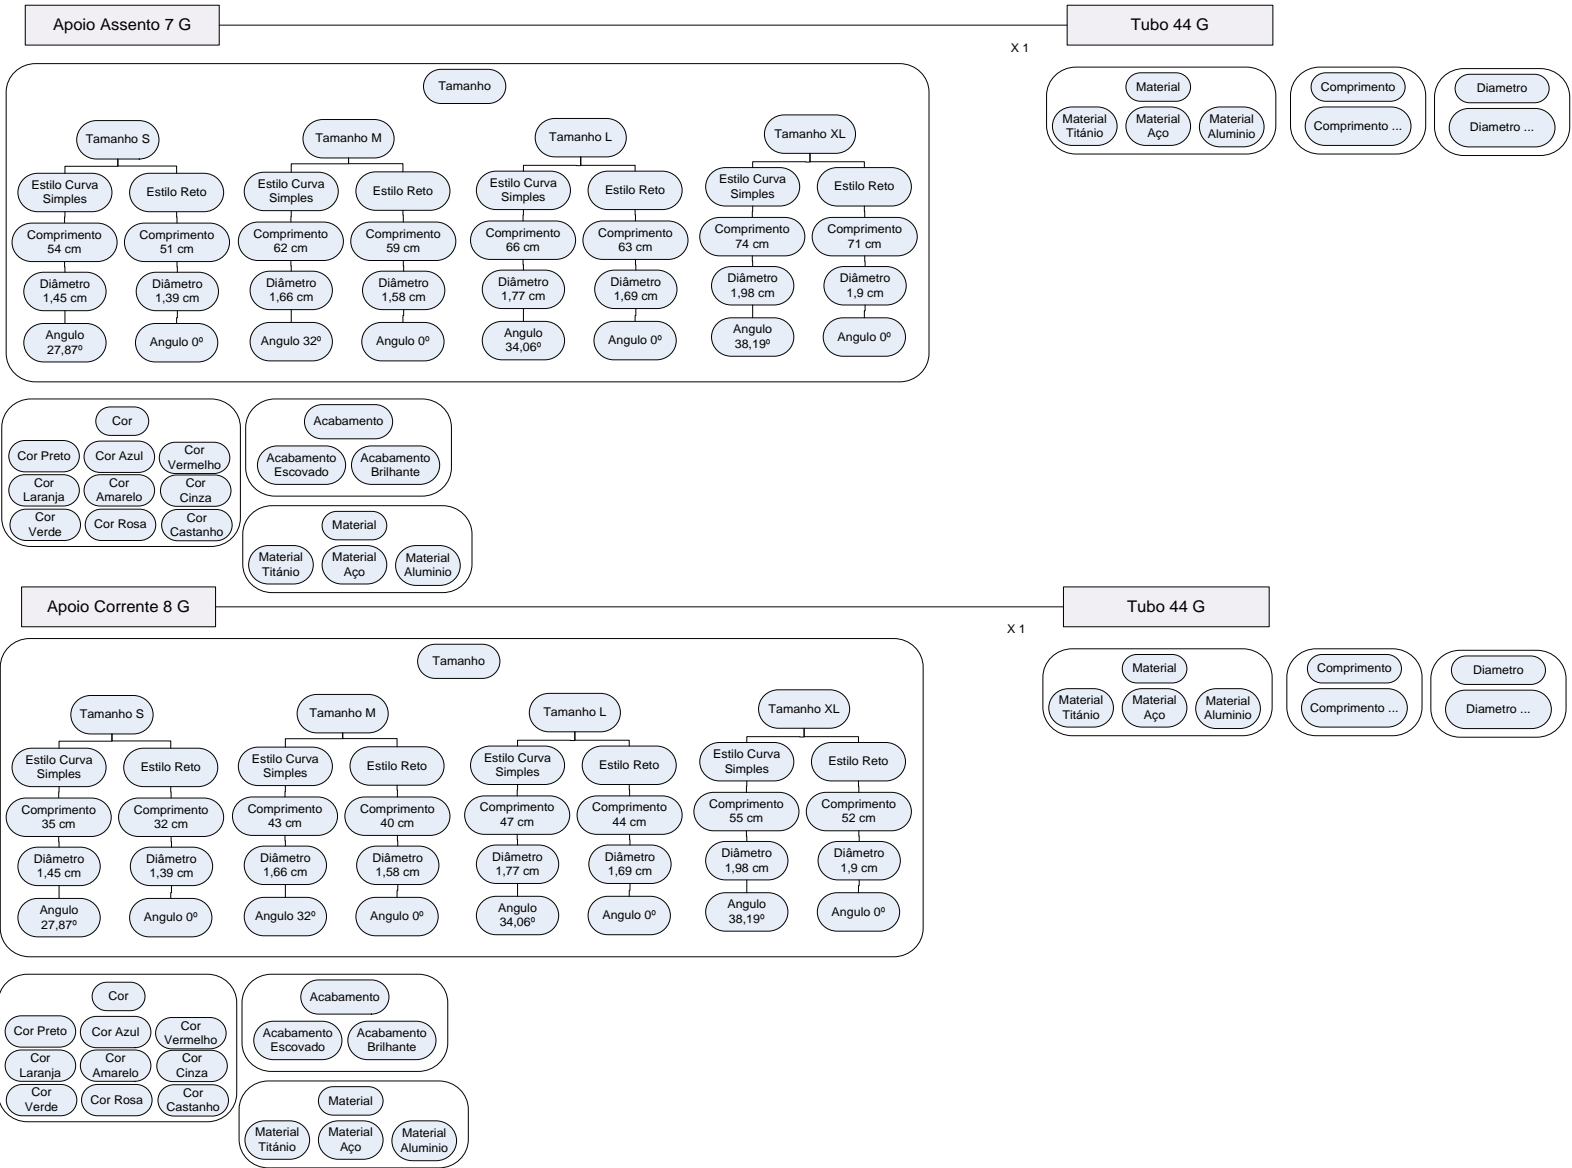 Apoio Assento 7 G
Tubo 44 G
X 1
Tamanho
Tamanho S
Tamanho M
Tamanho L
Tamanho XL
Estilo Curva
Simples
Estilo Reto
Estilo Curva
Simples
Estilo Reto
Estilo Curva
Simples
Estilo Reto
Estilo Curva
Simples
Estilo Reto
Comprimento
54 cm
Comprimento
51 cm
Comprimento
62 cm
Comprimento
59 cm
Comprimento
66 cm
Comprimento
63 cm
Comprimento
74 cm
Comprimento
71 cm
Diâmetro
1,45 cm
Diâmetro
1,39 cm
Diâmetro
1,66 cm
Diâmetro
1,58 cm
Diâmetro
1,77 cm
Diâmetro
1,69 cm
Diâmetro
1,98 cm
Diâmetro
1,9 cm
Angulo
27,87º
Angulo 0º
Angulo 32º
Angulo 0º
Angulo
34,06º
Angulo 0º
Angulo
38,19º
Angulo 0º
Material
Material
Titánio
Material
Aço
Material
Aluminio
Comprimento
Comprimento ...
Diametro
Diametro ...
Cor
Cor Preto
Cor Azul
Cor
Vermelho
Cor
Laranja
Cor
Amarelo
Cor
Cinza
Cor
Verde
Cor Rosa
Cor
Castanho
Acabamento
Acabamento
Escovado
Acabamento
Brilhante
Material
Material
Titánio
Material
Aço
Material
Aluminio
Apoio Corrente 8 G
Tubo 44 G
X 1
Tamanho
Tamanho S
Tamanho M
Tamanho L
Tamanho XL
Estilo Curva
Simples
Estilo Reto
Estilo Curva
Simples
Estilo Reto
Estilo Curva
Simples
Estilo Reto
Estilo Curva
Simples
Estilo Reto
Comprimento
35 cm
Comprimento
32 cm
Comprimento
43 cm
Comprimento
40 cm
Comprimento
47 cm
Comprimento
44 cm
Comprimento
55 cm
Comprimento
52 cm
Diâmetro
1,45 cm
Diâmetro
1,39 cm
Diâmetro
1,66 cm
Diâmetro
1,58 cm
Diâmetro
1,77 cm
Diâmetro
1,69 cm
Diâmetro
1,98 cm
Diâmetro
1,9 cm
Angulo
27,87º
Angulo 0º
Angulo 32º
Angulo 0º
Angulo
34,06º
Angulo 0º
Angulo
38,19º
Angulo 0º
Material
Material
Titánio
Material
Aço
Material
Aluminio
Comprimento
Comprimento ...
Diametro
Diametro ...
Cor
Cor Preto
Cor Azul
Cor
Vermelho
Cor
Laranja
Cor
Amarelo
Cor
Cinza
Cor
Verde
Cor Rosa
Cor
Castanho
Acabamento
Acabamento
Escovado
Acabamento
Brilhante
Material
Material
Titánio
Material
Aço
Material
Aluminio